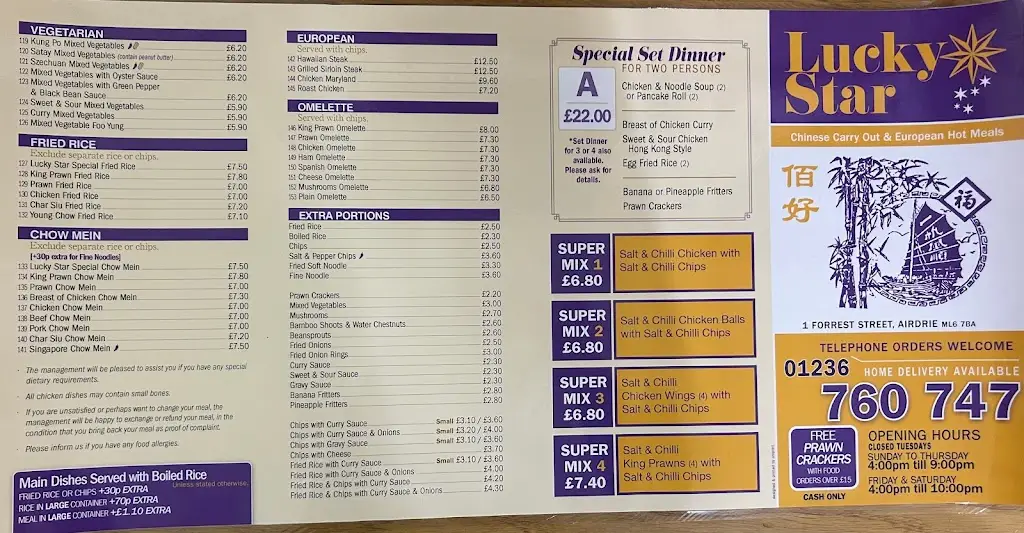 VEGETARIAN
119 Kung Po Mixed Vegetables £6.20
120 Satay Mixed Vegetables (contain peanut butter) £6.20
121 Szechuan Mixed Vegetables £6.20
122 Mixed Vegetables with Oyster Sauce £6.20
123 Mixed Vegetables with Green Pepper
& Black Bean Sauce £6.20
124 Sweet & Sour Mixed Vegetables £5.90
125 Curry Mixed Vegetables £5.90
126 Mixed Vegetable Foo Yung £5.90
FRIED RICE
Exclude separate rice or chips.
127 Lucky Star Special Fried Rice £7.50
128 King Prawn Fried Rice £7.80
129 Prawn Fried Rice £7.00
130 Chicken Fried Rice £7.00
131 Char Siu Fried Rice £7.20
132 Young Chow Fried Rice £7.10
CHOW MEIN
Exclude separate rice or chips.
[+30p extra for Fine Noodles]
133 Lucky Star Special Chow Mein £7.50
134 King Prawn Chow Mein £7.80
135 Prawn Chow Mein £7.00
136 Breast of Chicken Chow Mein £7.30
137 Chicken Chow Mein £7.00
138 Beef Chow Mein £7.00
139 Pork Chow Mein £7.00
140 Char Siu Chow Mein £7.20
141 Singapore Chow Mein £7.50
· The management will be pleased to assist you if you have any special
dietary requirements.
· All chicken dishes may contain small bones.
· If you are unsatisfied or perhaps want to change your meal, the
management will be happy to exchange or refund your meal, in the
condition that you bring back your meal as proof of complaint.
· Please inform us if you have any food allergies.
Main Dishes Served with Boiled Rice
Unless stated otherwise.
FRIED RICE OR CHIPS +30p EXTRA
RICE IN LARGE CONTAINER +70p EXTRA
MEAL IN LARGE CONTAINER +£1.10 EXTRA
EUROPEAN
Served with chips.
142 Hawaiian Steak £12.50
143 Grilled Sirloin Steak £12.50
144 Chicken Maryland £9.60
145 Roast Chicken £7.20
OMELETTE
Served with chips.
146 King Prawn Omelette £8.00
147 Prawn Omelette £7.30
148 Chicken Omelette £7.30
149 Ham Omelette £7.30
150 Spanish Omelette £7.30
151 Cheese Omelette £7.30
152 Mushrooms Omelette £6.80
153 Plain Omelette £6.50
EXTRA PORTIONS
Fried Rice £2.50
Boiled Rice £2.30
Chips £2.50
Salt & Pepper Chips £3.60
Fried Soft Noodle £3.30
Fine Noodle £3.60
Prawn Crackers £2.20
Mixed Vegetables £3.00
Mushrooms £2.70
Bamboo Shoots & Water Chestnuts £2.60
Beansprouts £2.60
Fried Onions £2.50
Fried Onion Rings £3.00
Curry Sauce £2.30
Sweet & Sour Sauce £2.30
Gravy Sauce £2.30
Banana Fritters £2.80
Pineapple Fritters £2.80
Chips with Curry Sauce Small £3.10 / £3.60
Chips with Curry Sauce & Onions Small £3.20 / £4.00
Chips with Gravy Sauce Small £3.10 / £3.60
Chips with Cheese £3.70
Fried Rice with Curry Sauce Small £3.10 / £3.60
Fried Rice with Curry Sauce & Onions £4.00
Fried Rice & Chips with Curry Sauce £4.20
Fried Rice & Chips with Curry Sauce & Onions £4.30
Special Set Dinner
FOR TWO PERSONS
A
£22.00
*Set Dinner
for 3 or 4 also
available.
Please ask for
details.
Chicken & Noodle Soup (2)
or Pancake Roll (2)
Breast of Chicken Curry
Sweet & Sour Chicken
Hong Kong Style
Egg Fried Rice (2)
Banana or Pineapple Fritters
Prawn Crackers
SUPER
MIX 1
£6.80
Salt & Chilli Chicken with
Salt & Chilli Chips
SUPER
MIX 2
£6.80
Salt & Chilli Chicken Balls
with Salt & Chilli Chips
SUPER
MIX 3
£6.80
Salt & Chilli
Chicken Wings (4) with
Salt & Chilli Chips
SUPER
MIX 4
£7.40
Salt & Chilli
King Prawns (4) with
Salt & Chilli Chips
Lucky
Star
Chinese Carry Out & European Hot Meals
佰
好
福
1 FORREST STREET, AIRDRIE ML6 7BA
TELEPHONE ORDERS WELCOME
01236 HOME DELIVERY AVAILABLE
760 747
FREE
PRAWN
CRACKERS
WITH FOOD
ORDERS OVER £15
CASH ONLY
OPENING HOURS
CLOSED TUESDAYS
SUNDAY TO THURSDAY
4:00pm till 9:00pm
FRIDAY & SATURDAY
4:00pm till 10:00pm